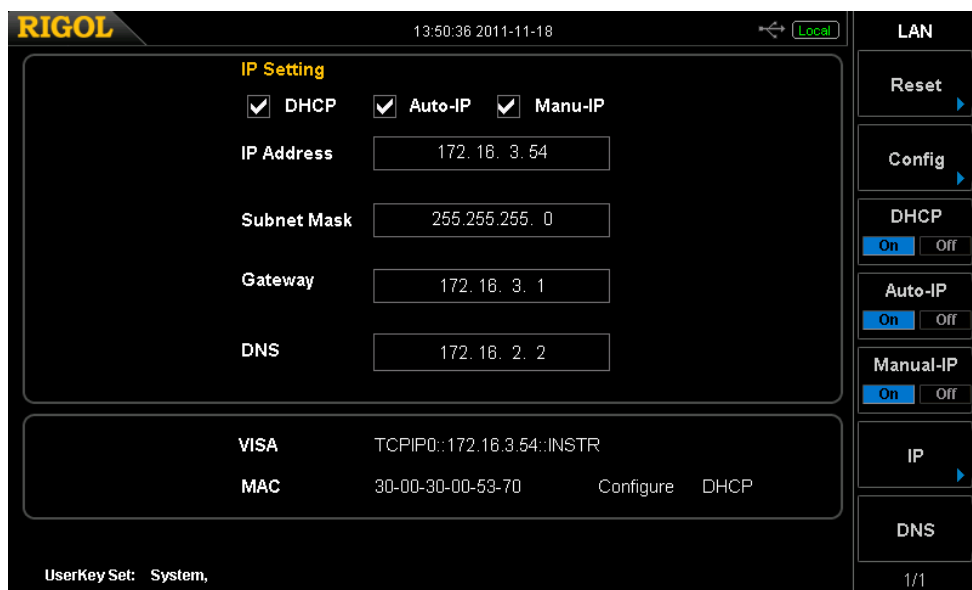 RIGOL 13:50:36 2011-11-18 Local LAN
IP Setting
DHCP Auto-IP Manu-IP
IP Address 172. 16. 3. 54
Subnet Mask 255.255.255. 0
Gateway 172. 16. 3. 1
DNS 172. 16. 2. 2
VISA TCPIP0::172.16.3.54::INSTR
MAC 30-00-30-00-53-70 Configure DHCP
UserKey Set: System,
Reset
Config
DHCP
On Off
Auto-IP
On Off
Manual-IP
On Off
IP
DNS
1/1